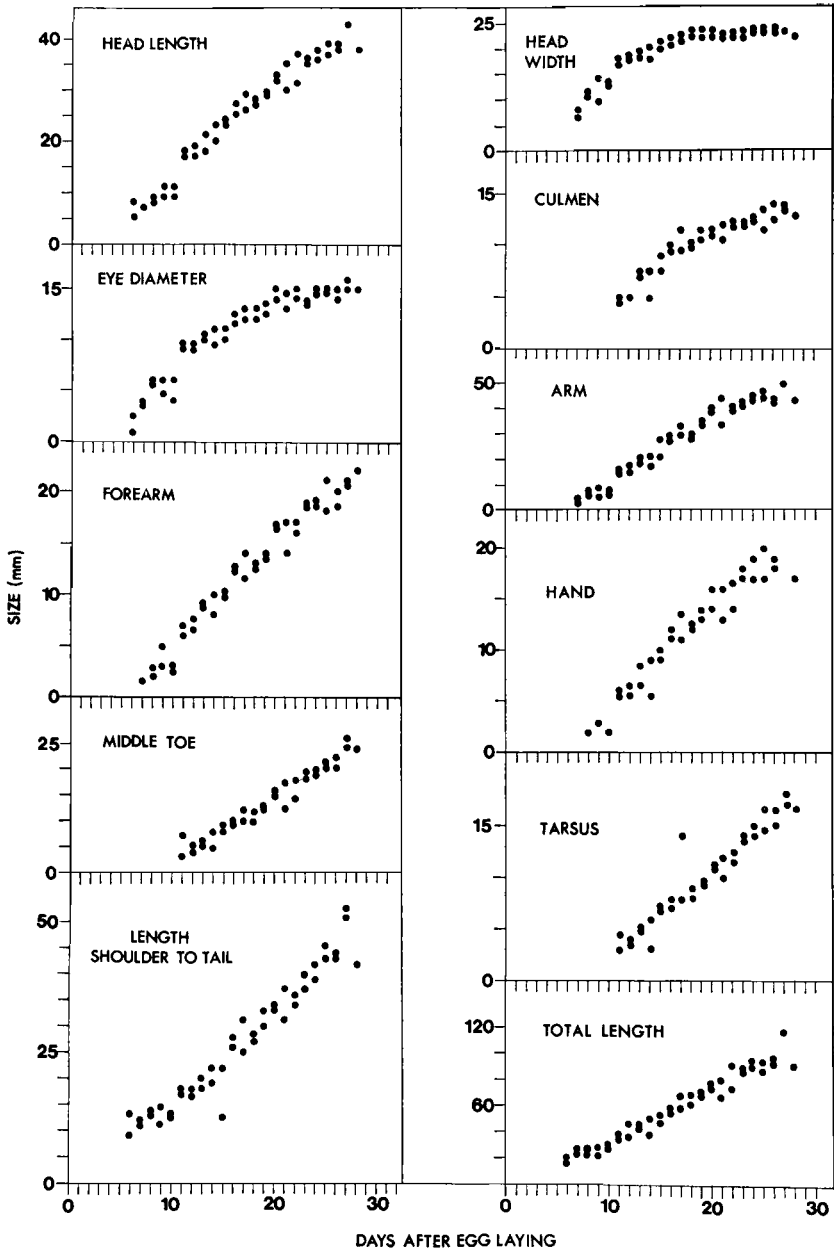 HEAD LENGTH
40
20
0
EYE DIAMETER
15
0
FOREARM
20
10
0
MIDDLE TOE
25
0
LENGTH
SHOULDER TO TAIL
50
25
0
0 10 20 30
SIZE (mm)
HEAD
WIDTH
25
0
CULMEN
15
0
ARM
50
0
HAND
20
10
0
TARSUS
15
0
TOTAL LENGTH
120
60
0 10 20 30
DAYS AFTER EGG LAYING